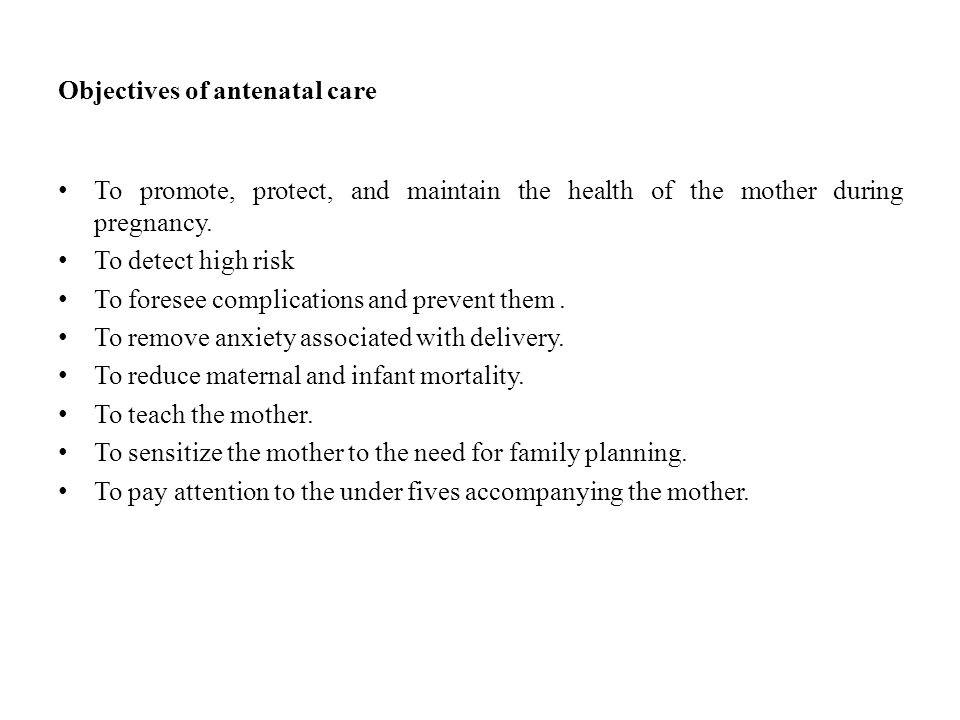 Objectives of antenatal care
• To promote, protect, and maintain the health of the mother during
pregnancy.
• To detect high risk
• To foresee complications and prevent them .
• To remove anxiety associated with delivery.
• To reduce maternal and infant mortality.
• To teach the mother.
• To sensitize the mother to the need for family planning.
• To pay attention to the under fives accompanying the mother.